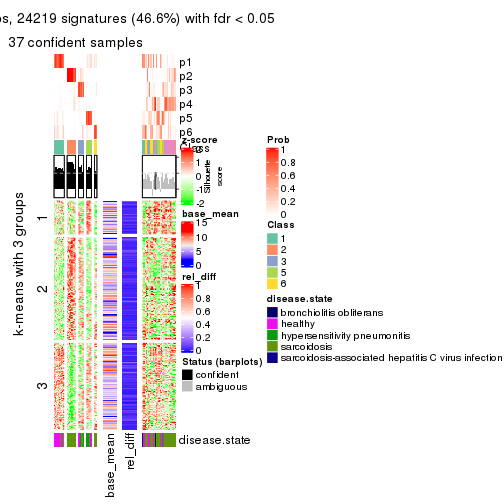 os, 24219 signatures (46.6%) with fdr < 0.05
37 confident samples
p1
p2
p3
p4
p5
p6
Class
Silhouette
score
k-means with 3 groups
1
2
3
base_mean
rel_diff
disease.state
z-score
2
1
0
-1
-2
base_mean
15
10
5
0
rel_diff
1
0.8
0.6
0.4
0.2
0
Status (barplots)
confident
ambiguous
Prob
1
0.8
0.6
0.4
0.2
0
Class
1
2
3
5
6
disease.state
bronchiolitis obliterans
healthy
hypersensitivity pneumonitis
sarcoidosis
sarcoidosis-associated hepatitis C virus infection